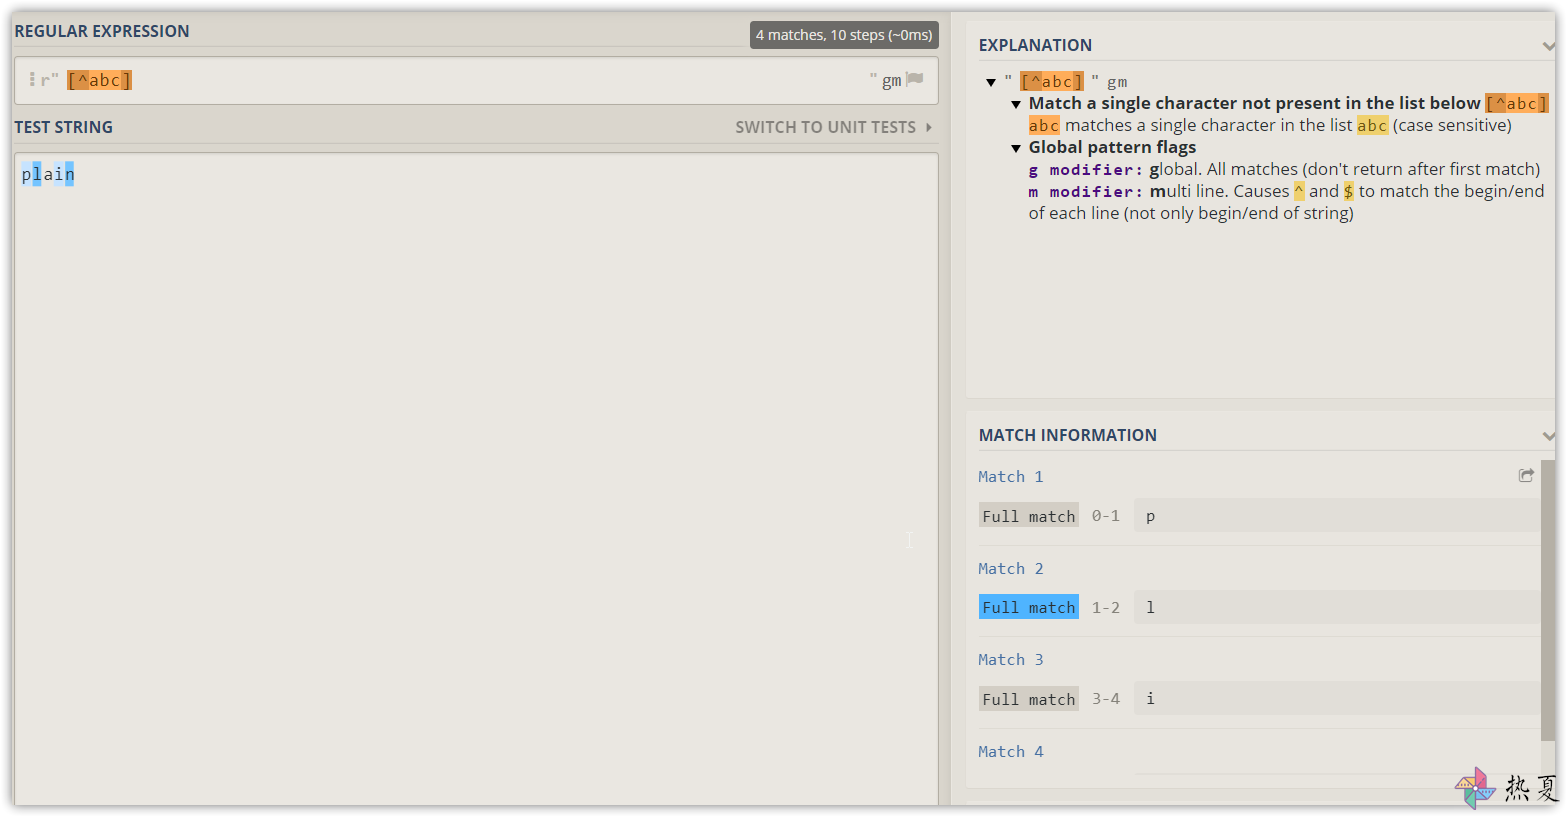 REGULAR EXPRESSION
4 matches, 10 steps (~0ms)
r" [^abc] " gm
TEST STRING
SWITCH TO UNIT TESTS
plain
EXPLANATION
" [^abc] " gm
Match a single character not present in the list below [^abc]
abc matches a single character in the list abc (case sensitive)
Global pattern flags
g modifier: global. All matches (don't return after first match)
m modifier: multi line. Causes ^ and $ to match the begin/end
of each line (not only begin/end of string)
MATCH INFORMATION
Match 1
Full match 0-1 p
Match 2
Full match 1-2 l
Match 3
Full match 3-4 i
Match 4
热夏